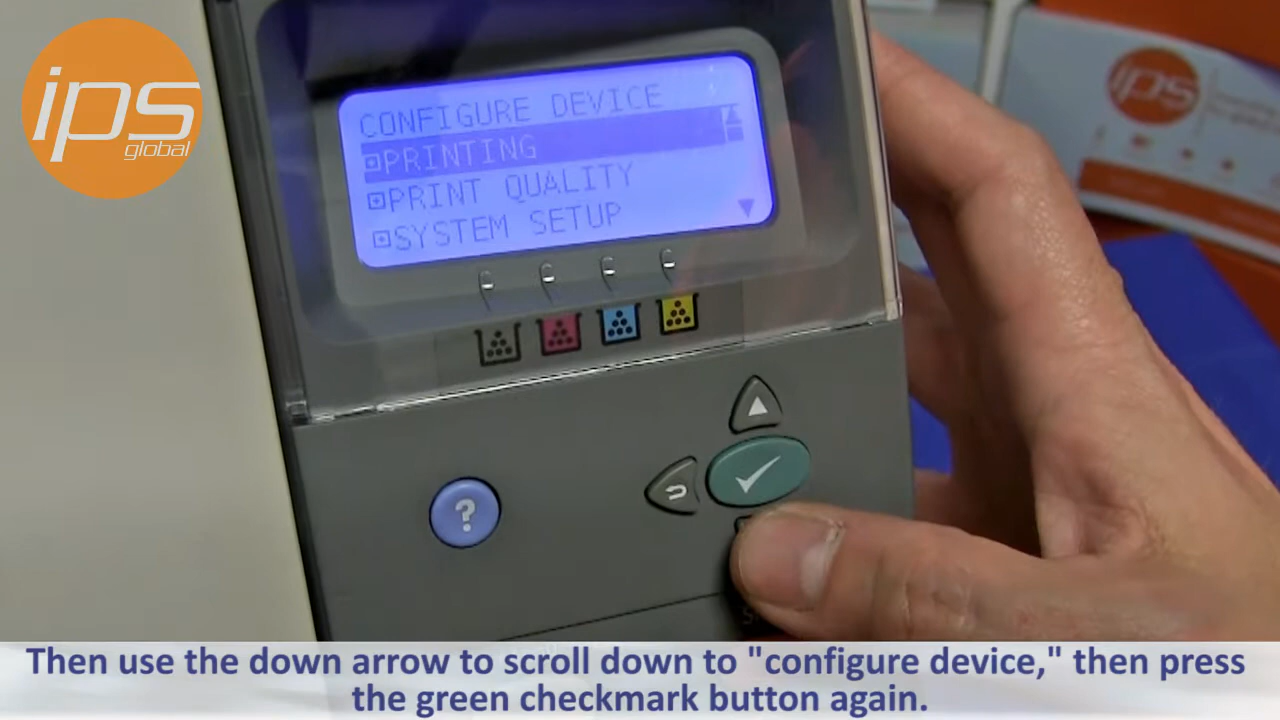 ips
global
CONFIGURE DEVICE
PRINTING
PRINT QUALITY
SYSTEM SETUP
ips
?
Then use the down arrow to scroll down to "configure device," then press
the green checkmark button again.